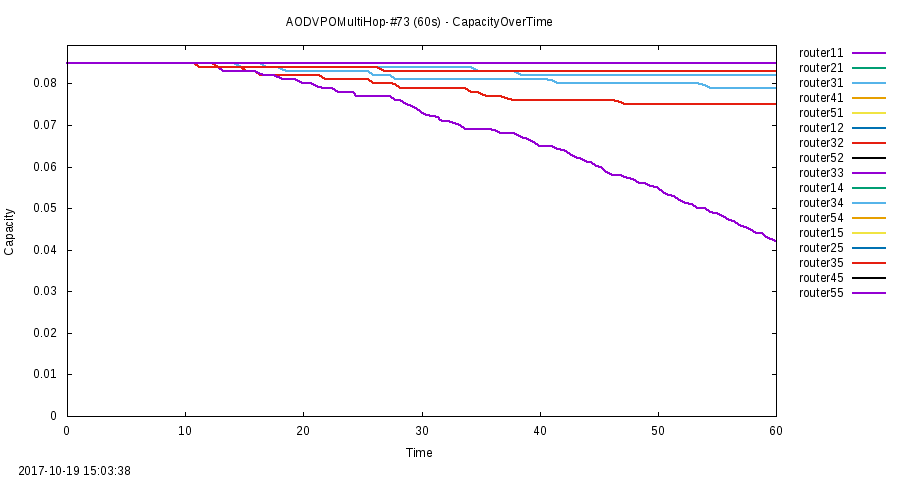 AODVPOMultiHop-#73 (60s) - CapacityOverTime
Capacity
0.08
0.07
0.06
0.05
0.04
0.03
0.02
0.01
0
0 10 20 30 40 50 60
Time
router11
router21
router31
router41
router51
router12
router32
router52
router33
router14
router34
router54
router15
router25
router35
router45
router55
2017-10-19 15:03:38